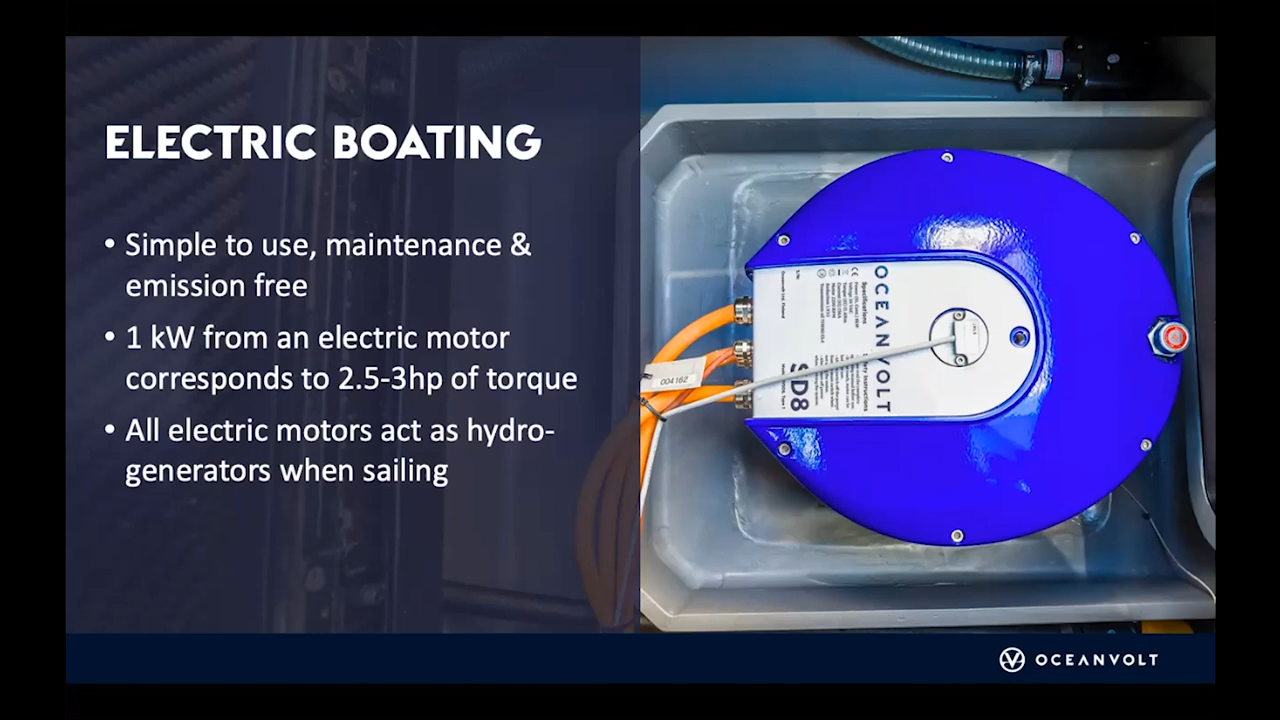 ELECTRIC BOATING
• Simple to use, maintenance &
emission free
• 1 kW from an electric motor
corresponds to 2.5-3hp of torque
• All electric motors act as hydro-
generators when sailing
OCEANVOLT
Specifications
SD8
004162
OCEANVOLT